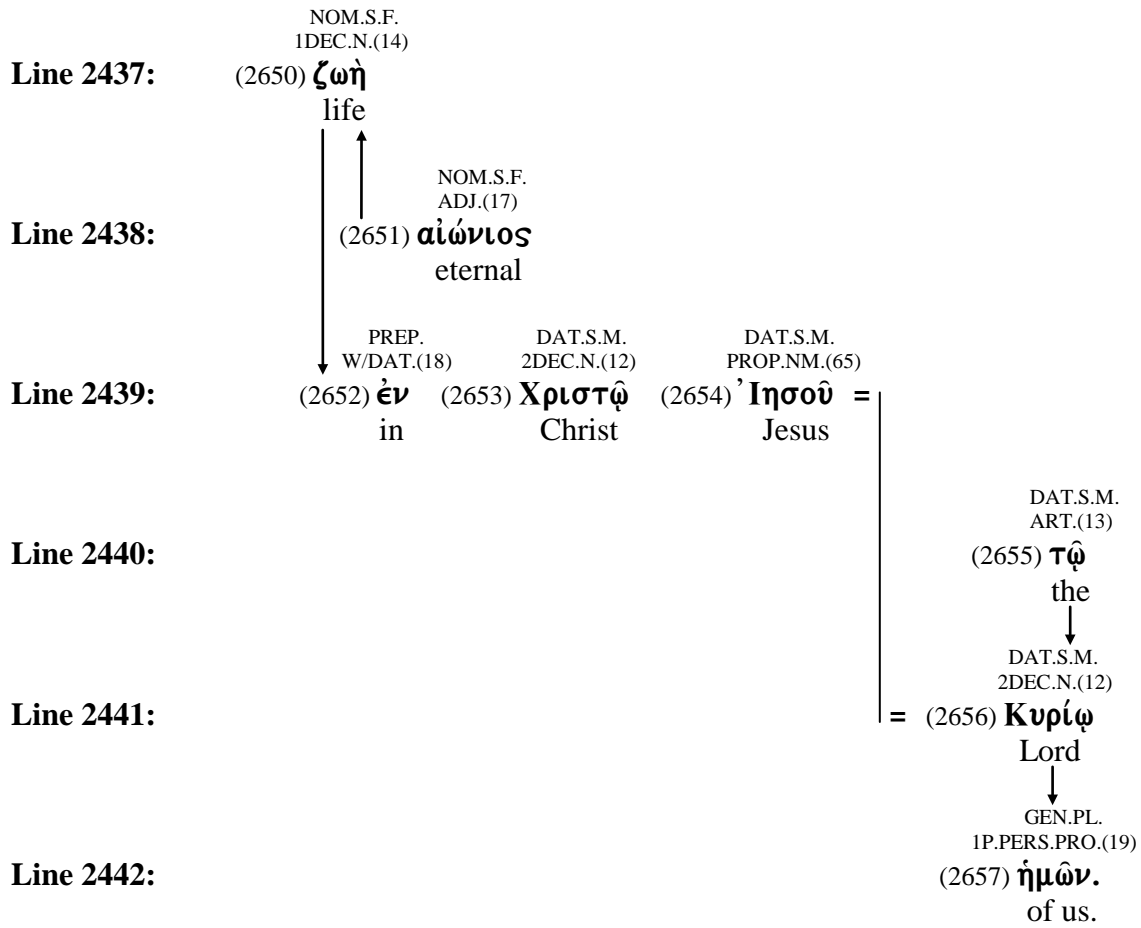 NOM.S.F.
1DEC.N.(14)
Line 2437: (2650) ζωὴ
life
NOM.S.F.
ADJ.(17)
Line 2438: (2651) αἰώνιος
eternal
PREP. DAT.S.M. DAT.S.M.
W/DAT.(18) 2DEC.N.(12) PROP.NM.(65)
Line 2439: (2652) ἐν (2653) Χριστῷ (2654) Ἰησοῦ =
in Christ Jesus
DAT.S.M.
ART.(13)
Line 2440: (2655) τῷ
the
DAT.S.M.
2DEC.N.(12)
Line 2441: = (2656) Κυρίῳ
Lord
GEN.PL.
1P.PERS.PRO.(19)
Line 2442: (2657) ἡμῶν.
of us.